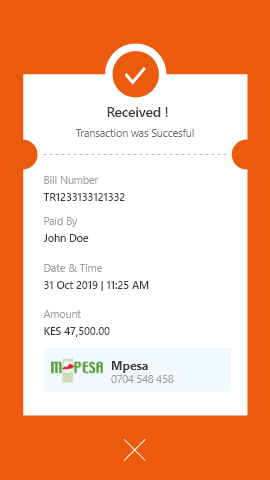 Received !
Transaction was Succesful
Bill Number
TR1233133121332
Paid By
John Doe
Date & Time
31 Oct 2019 | 11:25 AM
Amount
KES 47,500.00
M-PESA
Mpesa
0704 548 458